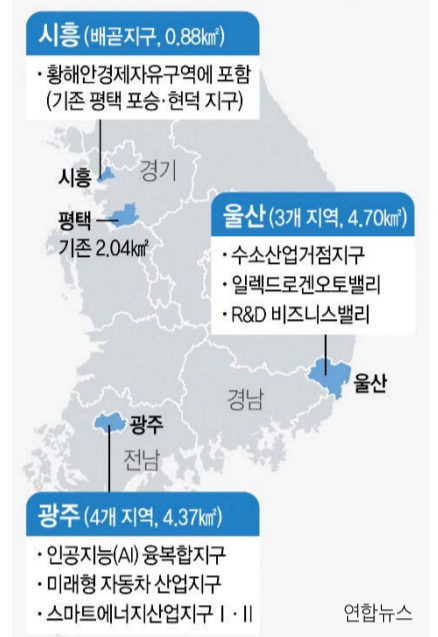 시흥 (배곧지구, 0.88㎢)
· 황해안경제자유구역에 포함
(기존 평택 포승·현덕 지구)
시흥
경기
평택
기존 2.04㎢
울산 (3개 지역, 4.70㎢)
· 수소산업거점지구
· 일렉드로겐오토밸리
· R&D 비즈니스밸리
울산
경남
광주
전남
광주 (4개 지역, 4.37㎢)
· 인공지능(AI) 융복합지구
· 미래형 자동차 산업지구
· 스마트에너지산업지구Ⅰ·Ⅱ
연합뉴스